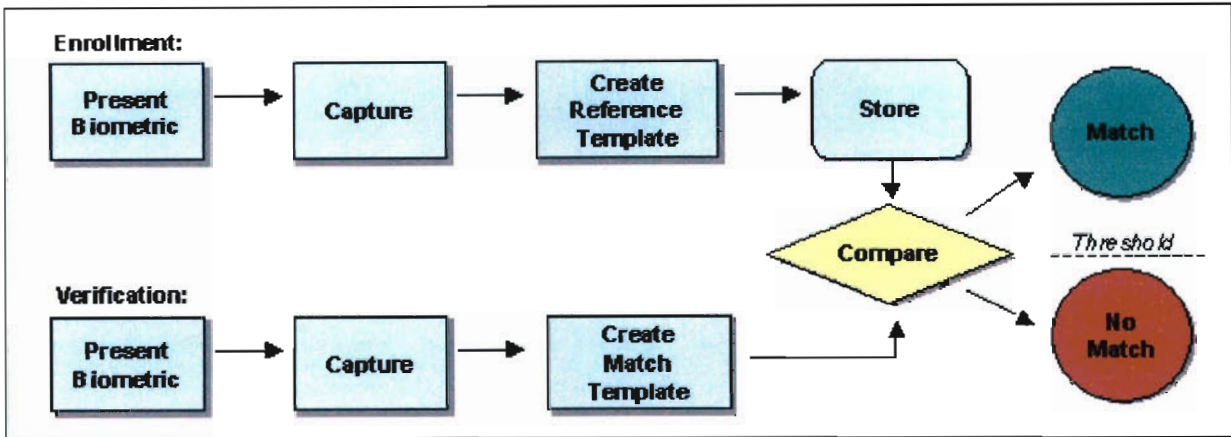 Enrollment:
Present
Biometric
Capture
Create
Reference
Template
Store
Match
Compare
Threshold
Verification:
Present
Biometric
Capture
Create
Match
Template
No
Match